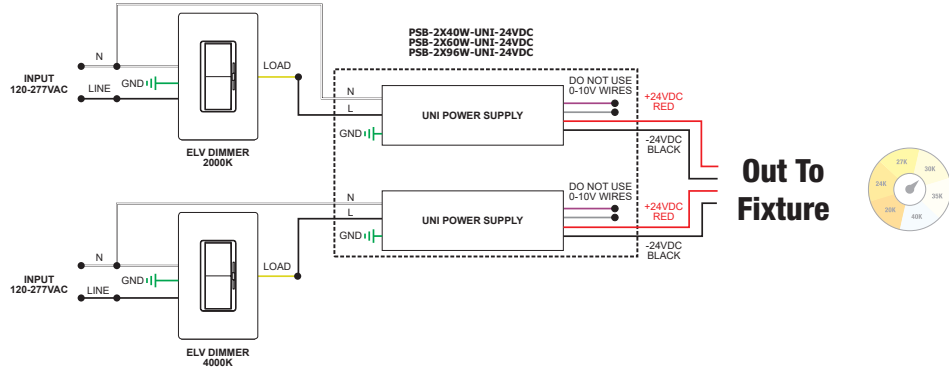 PSB-2X40W-UNI-24VDC
PSB-2X60W-UNI-24VDC
PSB-2X96W-UNI-24VDC
N
INPUT
120-277VAC
LINE
GND
LOAD
ELV DIMMER
2000K
N
L
GND
UNI POWER SUPPLY
DO NOT USE
0-10V WIRES
+24VDC
RED
-24VDC
BLACK
N
L
GND
UNI POWER SUPPLY
DO NOT USE
0-10V WIRES
+24VDC
RED
-24VDC
BLACK
N
INPUT
120-277VAC
LINE
GND
LOAD
ELV DIMMER
4000K
Out To
Fixture
27K
30K
24K
35K
20K
40K